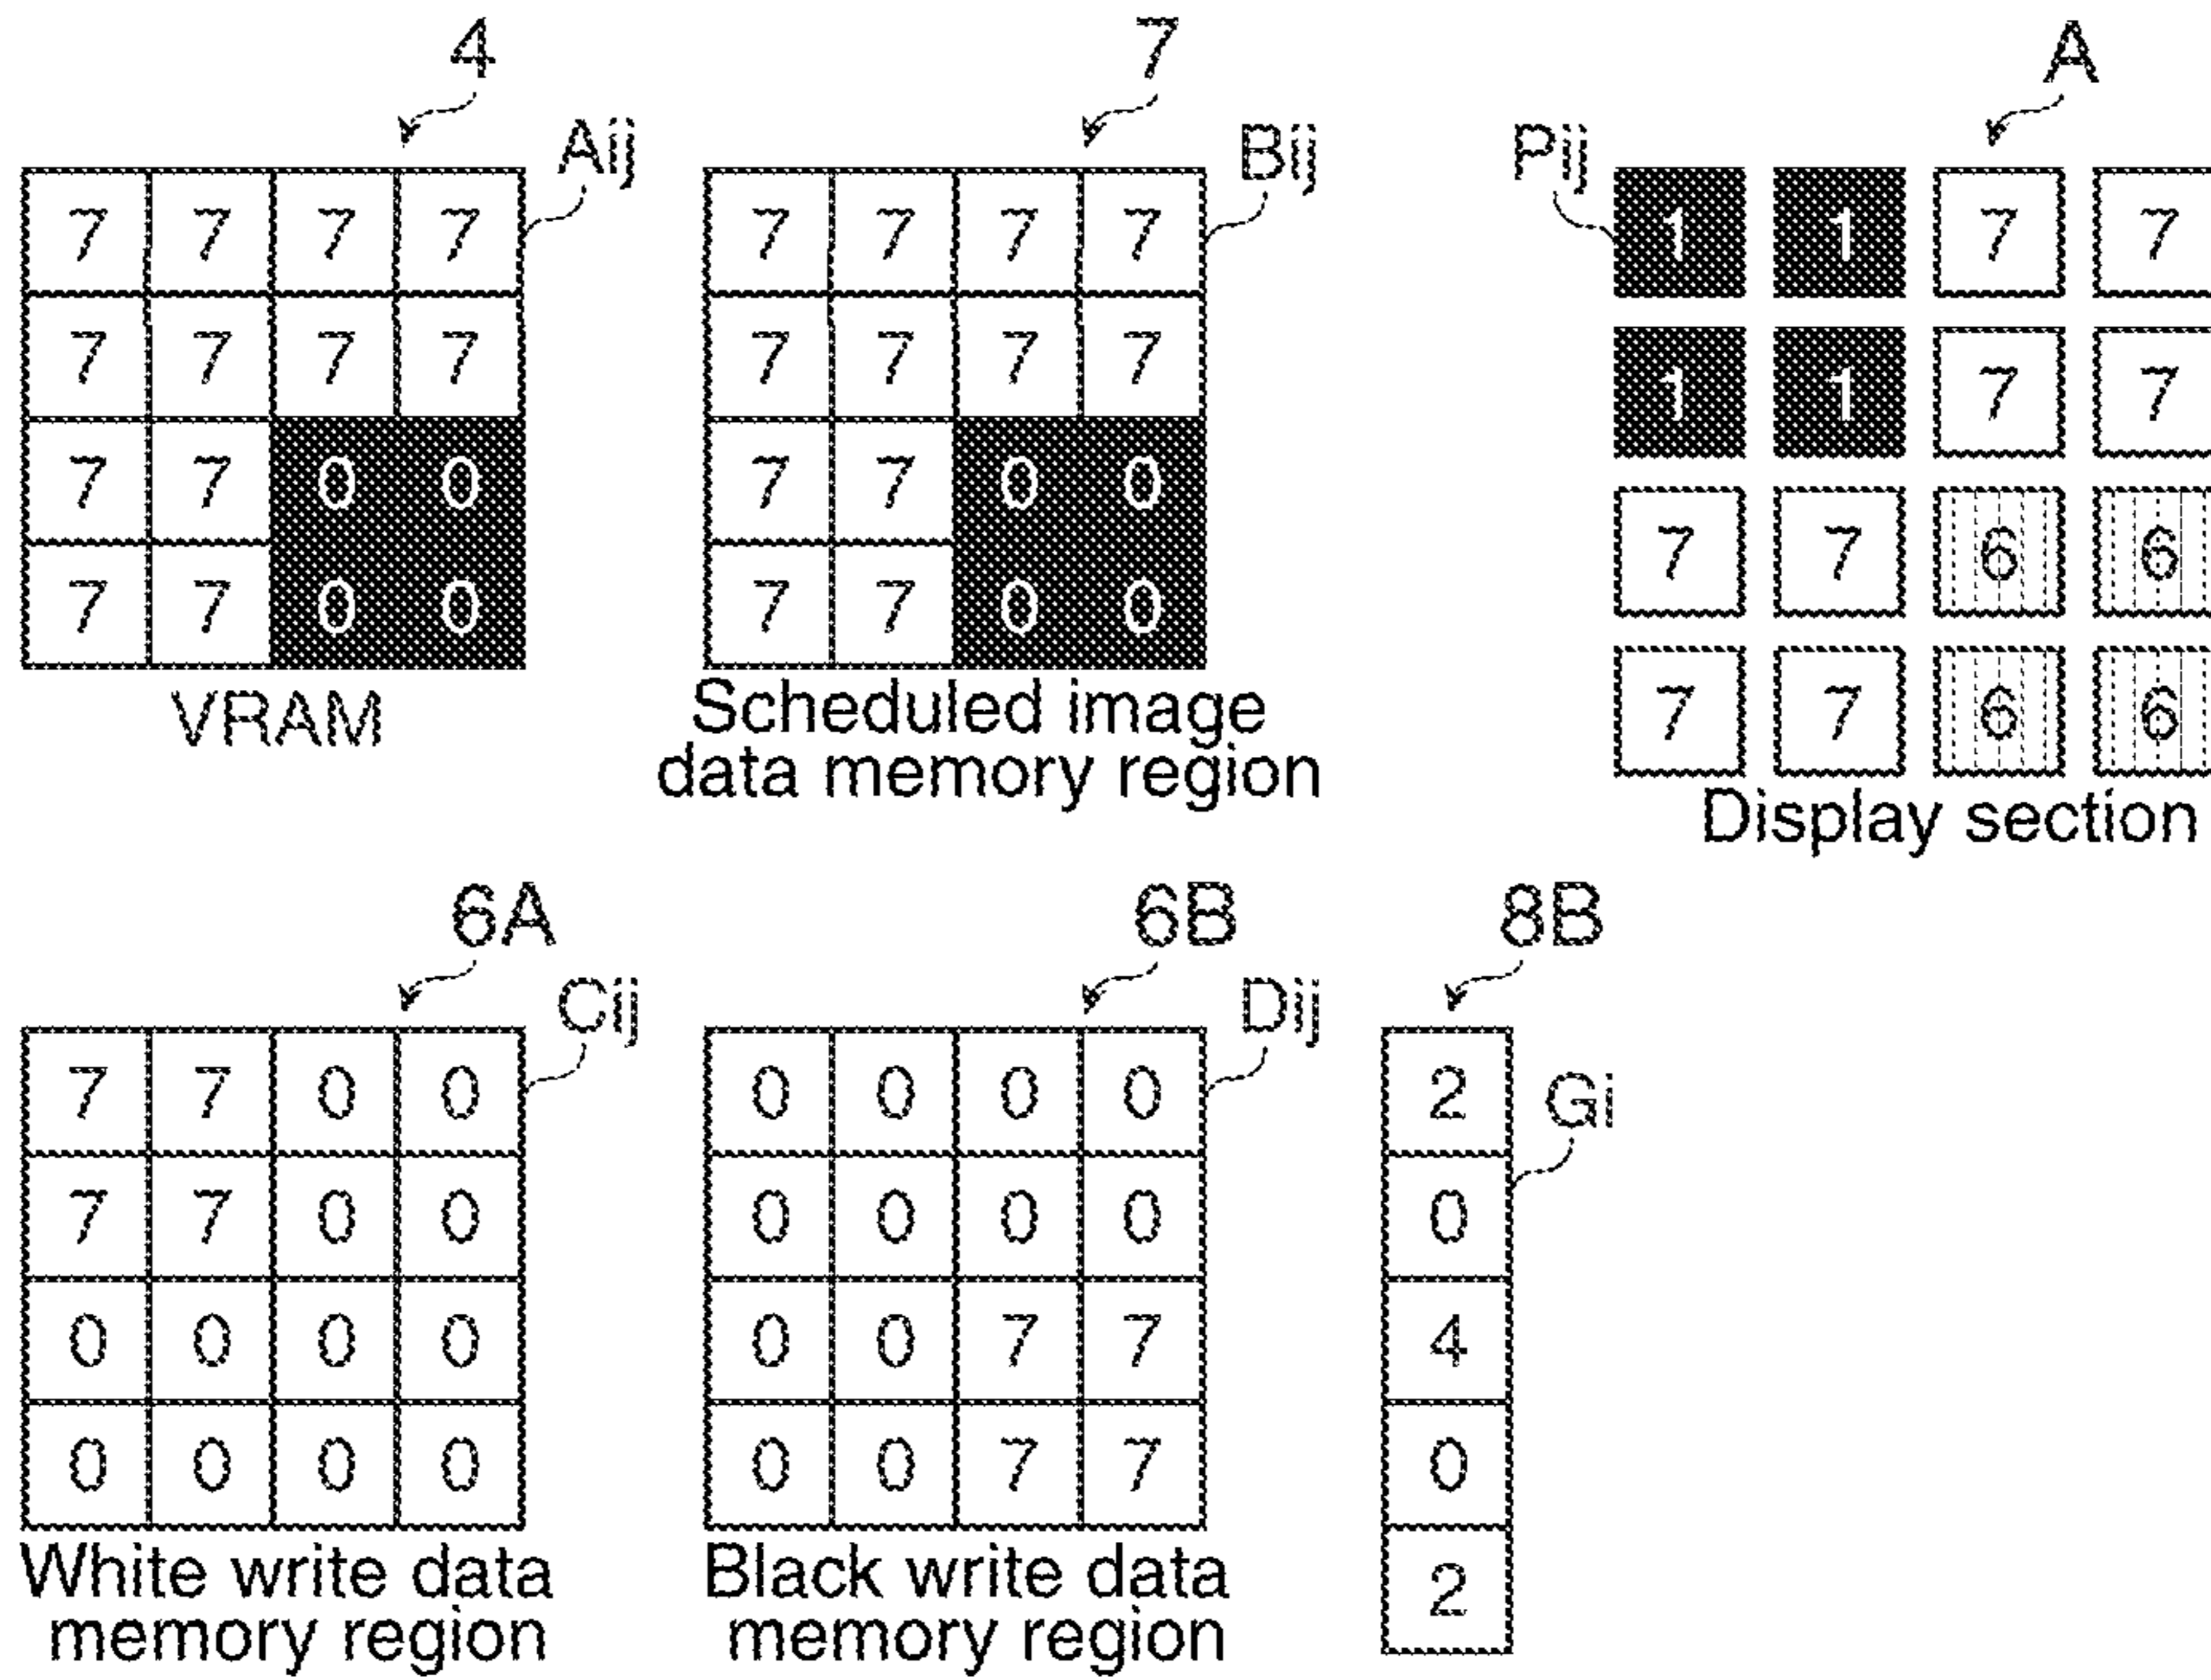 4
Aij
7 7 7 7
7 7 7 7
7 7 0 0
7 7 0 0
VRAM
7
Bij
7 7 7 7
7 7 7 7
7 7 0 0
7 7 0 0
Scheduled image
data memory region
A
Pij
1 1 7 7
1 1 7 7
7 7 6 6
7 7 6 6
Display section
6A
Cij
7 7 0 0
7 7 0 0
0 0 0 0
0 0 0 0
White write data
memory region
6B
Dij
0 0 0 0
0 0 0 0
0 0 7 7
0 0 7 7
Black write data
memory region
8B
Gi
2
0
4
0
2